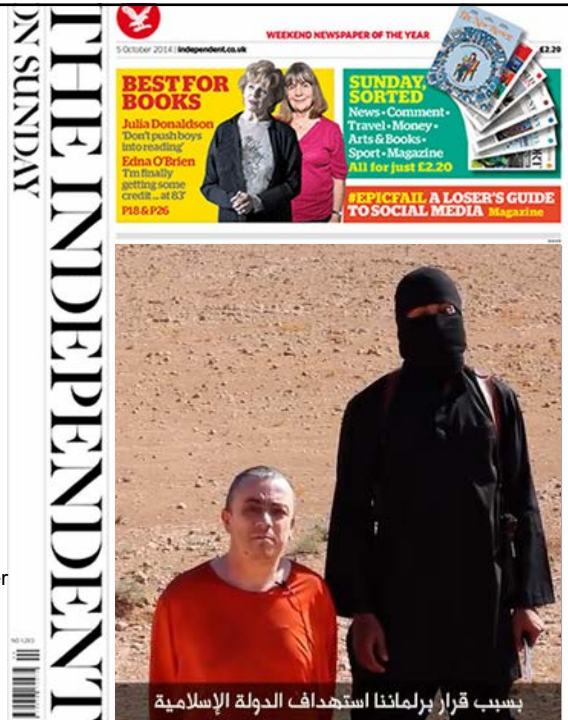 WEEKEND NEWSPAPER OF THE YEAR
5 October 2014 | independent.co.uk
£2.20
THE INDEPENDENT
ON SUNDAY
BEST FOR
BOOKS
Julia Donaldson
'Don't push boys
into reading'
Edna O'Brien
'I'm finally
getting some
credit ... at 83'
P18 & P26
SUNDAY,
SORTED
News • Comment •
Travel • Money •
Arts & Books •
Sport • Magazine
All for just £2.20
#EPICFAIL A LOSER'S GUIDE
TO SOCIAL MEDIA Magazine
بسبب قرار برلماننا استهداف الدولة الإسلامية